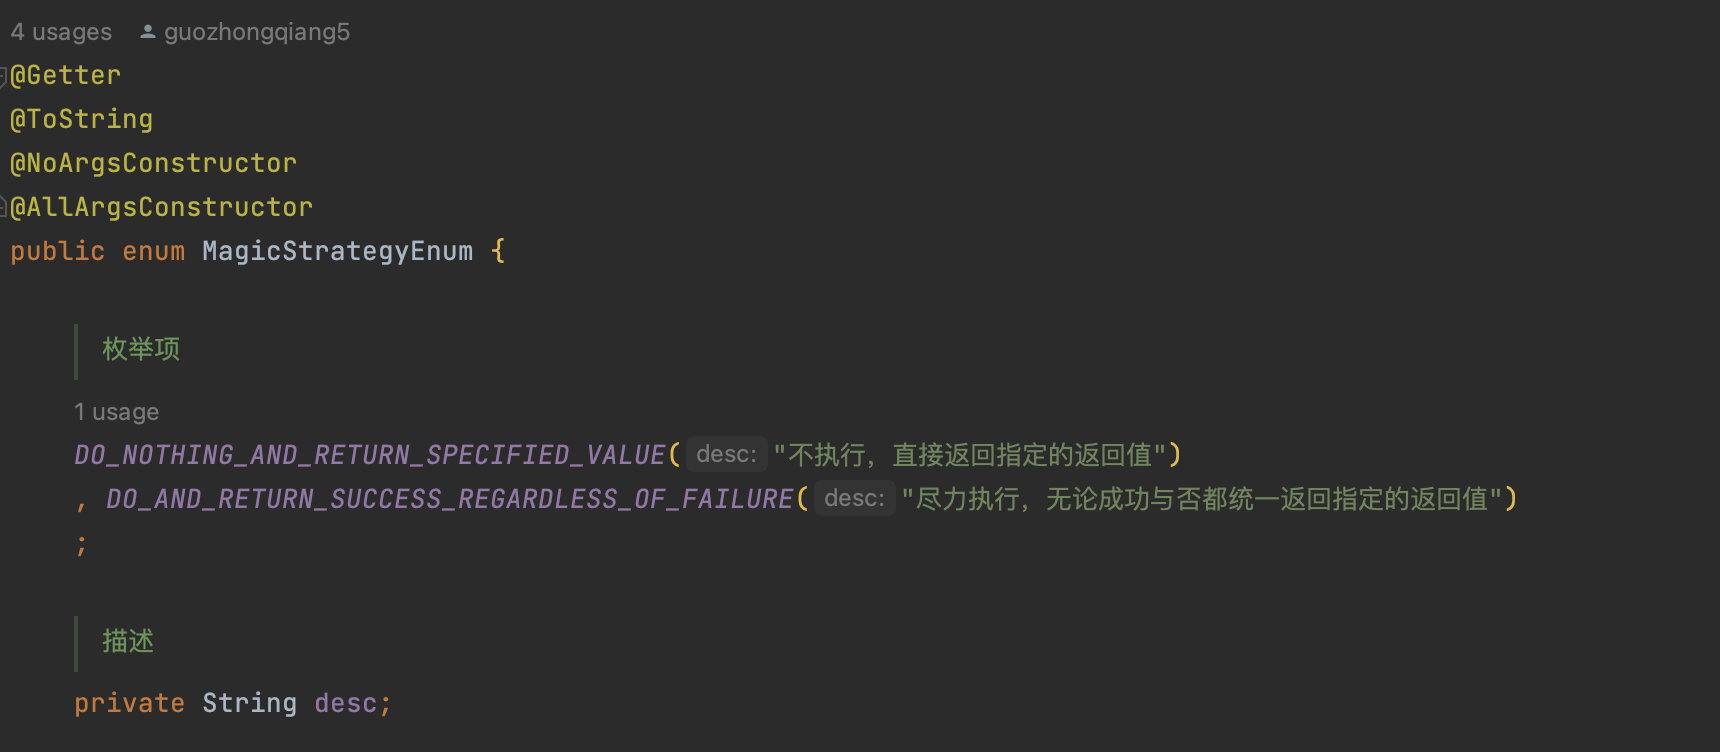 4 usages guozhongqiang5
@Getter
@ToString
@NoArgsConstructor
@AllArgsConstructor
public enum MagicStrategyEnum {
枚举项
1 usage
DO_NOTHING_AND_RETURN_SPECIFIED_VALUE( desc: "不执行，直接返回指定的返回值")
, DO_AND_RETURN_SUCCESS_REGARDLESS_OF_FAILURE( desc: "尽力执行，无论成功与否都统一返回指定的返回值")
;
描述
private String desc;